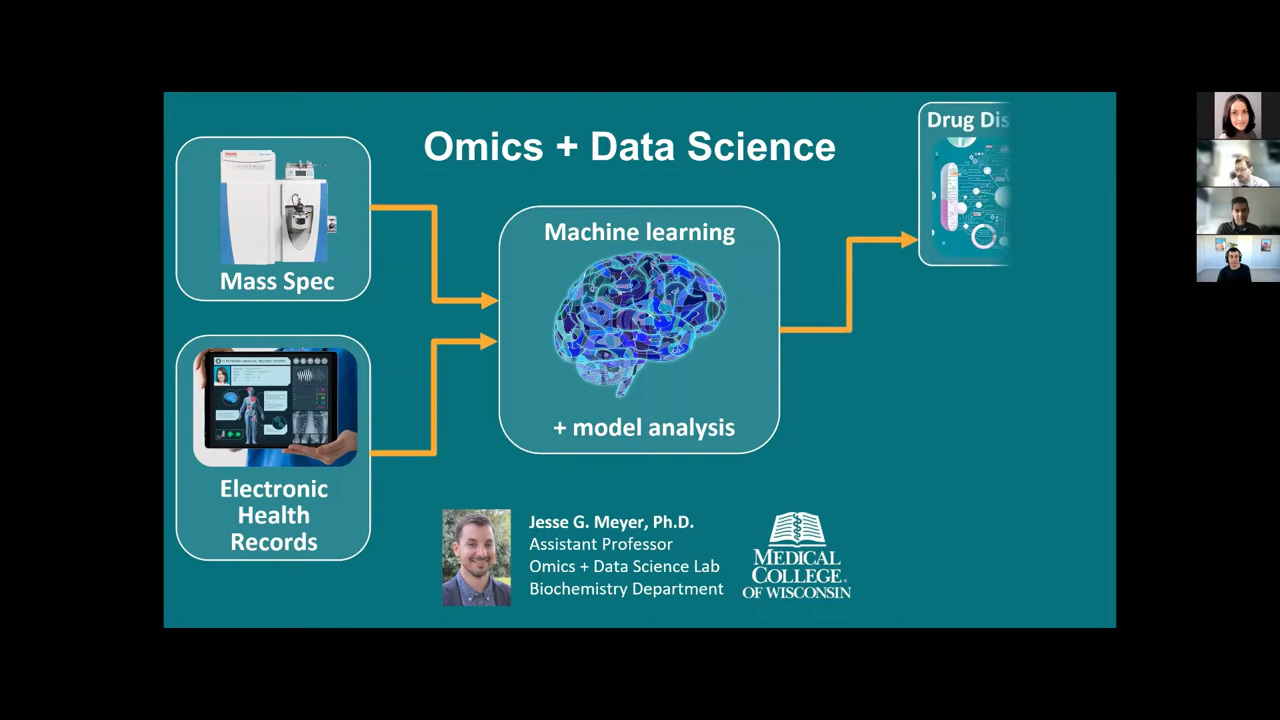 Omics + Data Science
Mass Spec
Electronic
Health
Records
Machine learning
+ model analysis
Drug Dis
Jesse G. Meyer, Ph.D.
Assistant Professor
Omics + Data Science Lab
Biochemistry Department
MEDICAL
COLLEGE
OF WISCONSIN